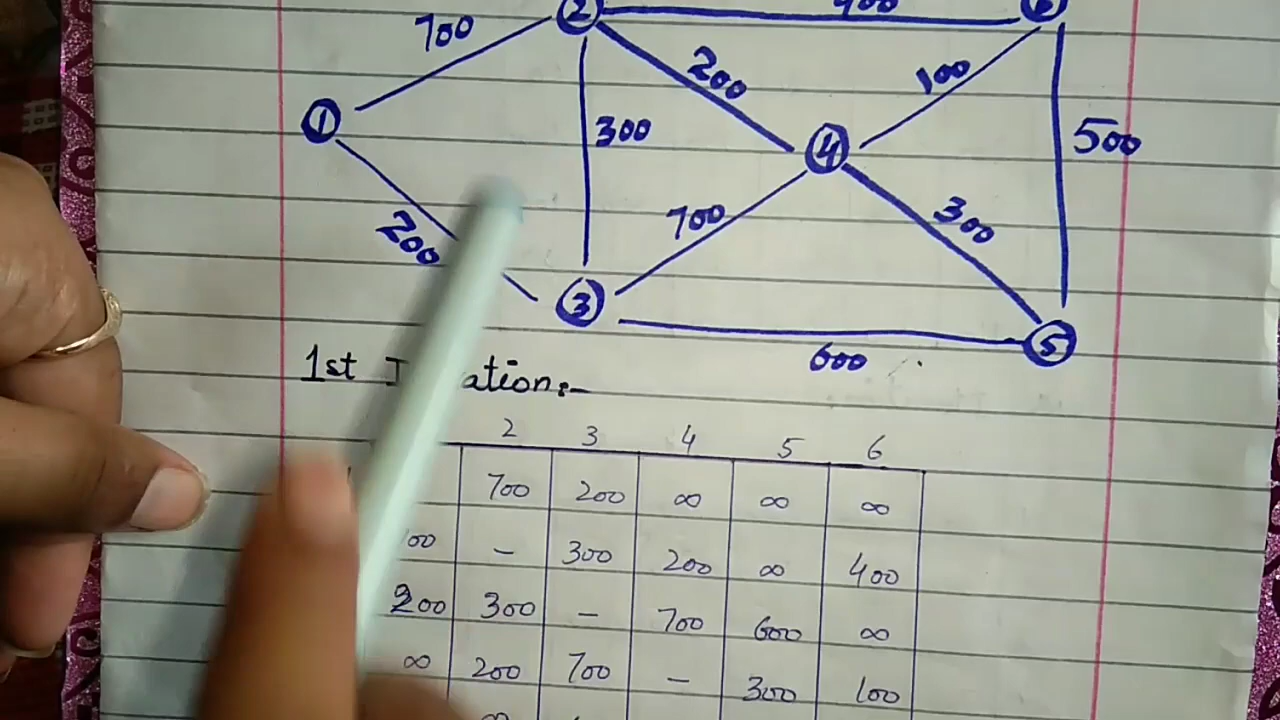 700 2 400 6
200 100
1 300 4 500
200 700 300
3 5
600
1st ation:-
2 3 4 5 6
700 200 ∞ ∞ ∞
00 - 300 200 ∞ 400
200 300 - 700 600 ∞
∞ 200 700 - 300 100